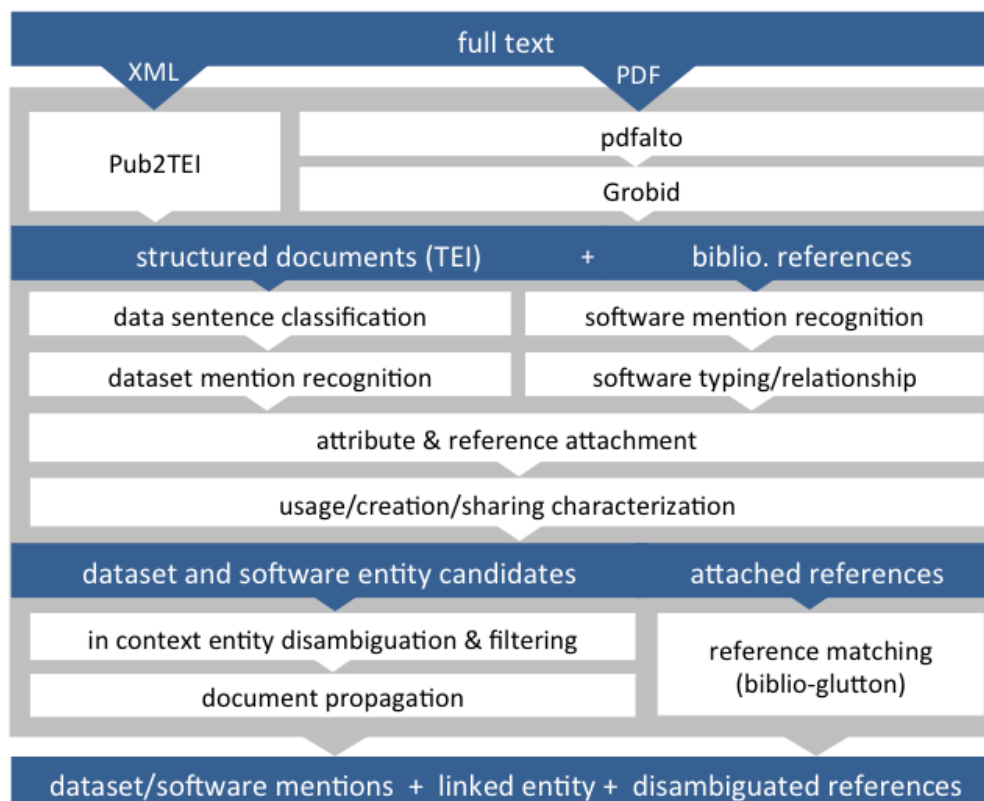 full text
XML
PDF
Pub2TEI
pdfalto
Grobid
structured documents (TEI) + biblio. references
data sentence classification
software mention recognition
dataset mention recognition
software typing/relationship
attribute & reference attachment
usage/creation/sharing characterization
dataset and software entity candidates
attached references
in context entity disambiguation & filtering
document propagation
reference matching
(biblio-glutton)
dataset/software mentions + linked entity + disambiguated references